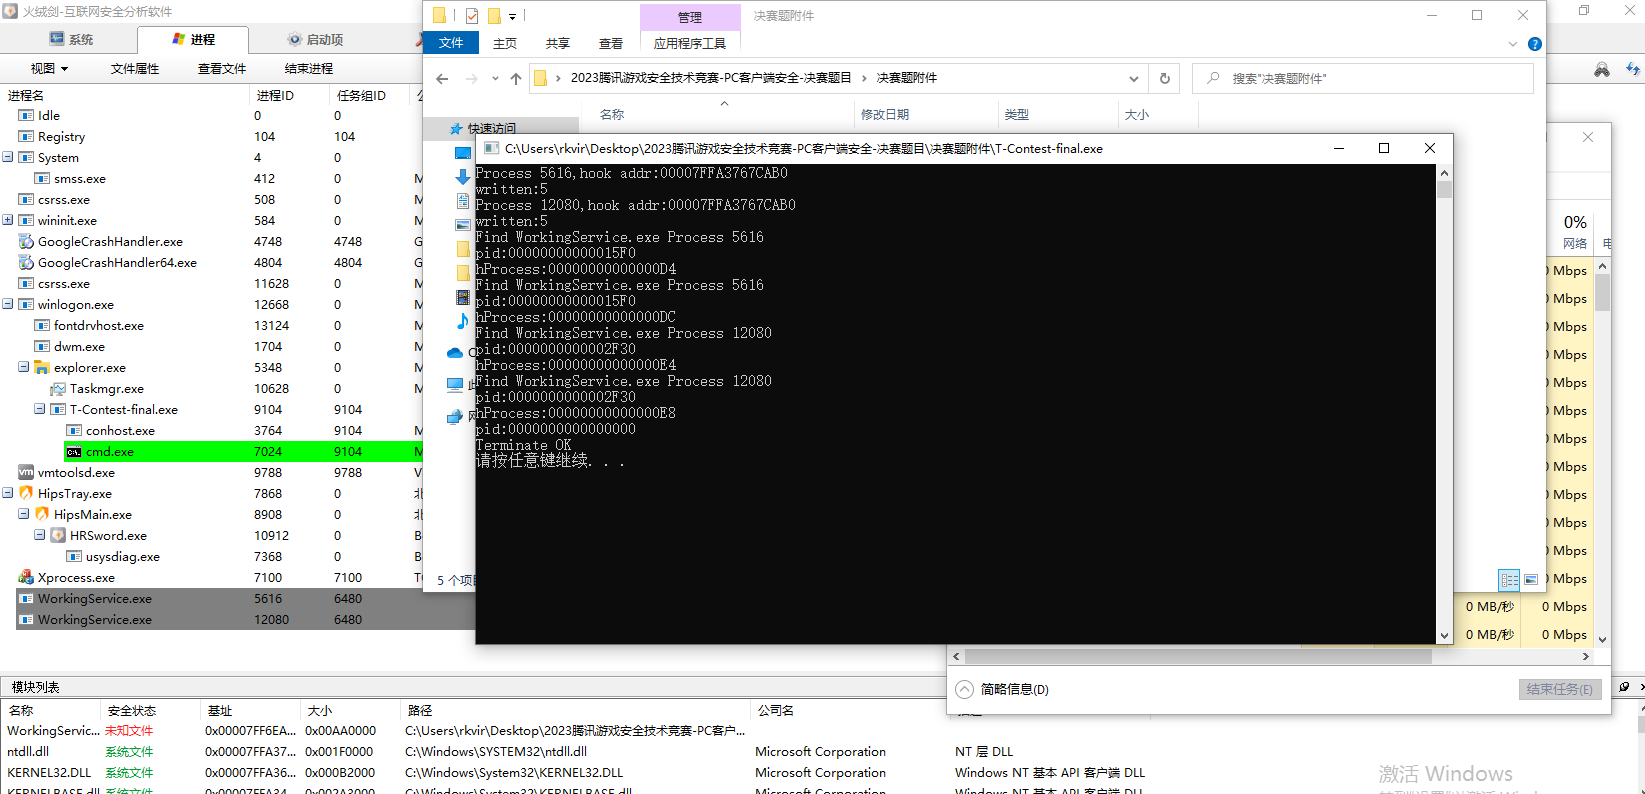 火绒剑-互联网安全分析软件
系统 进程 启动项
视图 文件属性 查看文件 结束进程
进程名 进程ID 任务组ID
Idle 0 0
Registry 104 104
System 4 0
smss.exe 412 0
csrss.exe 508 0
wininit.exe 584 0
GoogleCrashHandler.exe 4748 4748
GoogleCrashHandler64.exe 4804 4804
csrss.exe 11628 0
winlogon.exe 12668 0
fontdrvhost.exe 13124 0
dwm.exe 1704 0
explorer.exe 5348 0
Taskmgr.exe 10628 0
T-Contest-final.exe 9104 9104
conhost.exe 3764 9104
cmd.exe 7024 9104
vmtoolsd.exe 9788 9788
HipsTray.exe 7868 0
HipsMain.exe 8908 0
HRSword.exe 10912 0
usysdiag.exe 7368 0
Xprocess.exe 7100 7100
WorkingService.exe 5616 6480
WorkingService.exe 12080 6480
管理 决赛题附件
文件 主页 共享 查看 应用程序工具
2023腾讯游戏安全技术竞赛-PC客户端安全-决赛题目 › 决赛题附件
搜索"决赛题附件"
名称 修改日期 类型 大小
快速访问
5 个项
C:\Users\rkvir\Desktop\2023腾讯游戏安全技术竞赛-PC客户端安全-决赛题目\决赛题附件\T-Contest-final.exe
Process 5616,hook addr:00007FFA3767CAB0
written:5
Process 12080,hook addr:00007FFA3767CAB0
written:5
Find WorkingService.exe Process 5616
pid:00000000000015F0
hProcess:00000000000000D4
Find WorkingService.exe Process 5616
pid:00000000000015F0
hProcess:00000000000000DC
Find WorkingService.exe Process 12080
pid:0000000000002F30
hProcess:00000000000000E4
Find WorkingService.exe Process 12080
pid:0000000000002F30
hProcess:00000000000000E8
pid:0000000000000000
Terminate OK
请按任意键继续. . .
0%
网络
Mbps
Mbps
Mbps
Mbps
Mbps
Mbps
Mbps
Mbps
Mbps
Mbps
Mbps
Mbps
0 MB/秒 0 Mbps
0 MB/秒 0 Mbps
简略信息(D) 结束任务(E)
模块列表
名称 安全状态 基址 大小 路径 公司名
WorkingServic... 未知文件 0x00007FF6EA... 0x00AA0000 C:\Users\rkvir\Desktop\2023腾讯游戏安全技术竞赛-PC客户...
ntdll.dll 系统文件 0x00007FFA37... 0x001F0000 C:\Windows\SYSTEM32\ntdll.dll Microsoft Corporation NT 层 DLL
KERNEL32.DLL 系统文件 0x00007FFA36... 0x000B2000 C:\Windows\System32\KERNEL32.DLL Microsoft Corporation Windows NT 基本 API 客户端 DLL
KERNELBASE.dll 系统文件 0x00007FFA34... 0x002A3000 C:\Windows\System32\KERNELBASE.dll Microsoft Corporation Windows NT 基本 API 客户端 DLL
激活 Windows